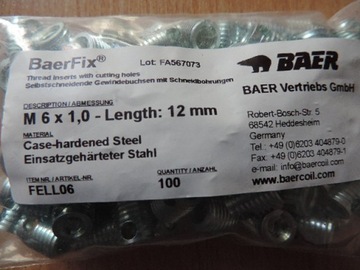 BaerFix®
Lot: FA567073
Thread inserts with cutting holes
Selbstschneidende Gewindebuchsen mit Schneidbohrungen
DESCRIPTION / ABMESSUNG
M 6 x 1,0 - Length: 12 mm
MATERIAL
Case-hardened Steel
Einsatzgehärteter Stahl
ITEM NR. / ARTIKEL-NR.
FELL06
QUANTITY / ANZAHL
100
BAER
BAER Vertriebs GmbH
Robert-Bosch-Str. 5
68542 Heddesheim
Germany
Tel.: +49 (0)6203 404879-0
Fax: +49 (0)6203 404879-1
e-mail: info@baercoil.com
www.baercoil.com